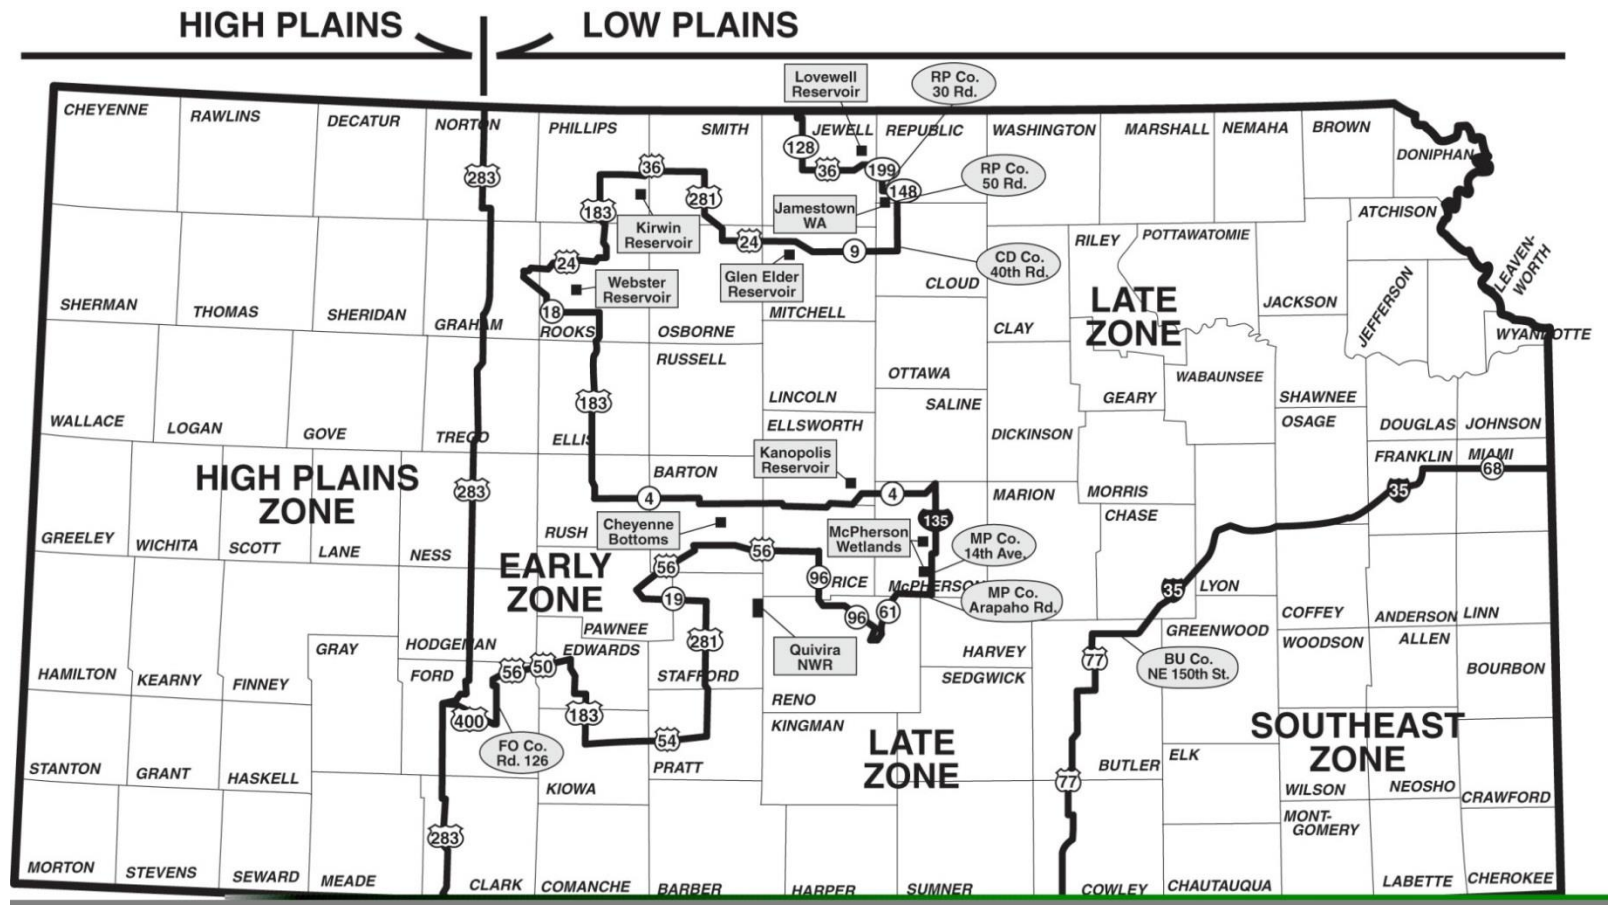 HIGH PLAINS
LOW PLAINS
Lovewell
Reservoir
RP Co.
30 Rd.
CHEYENNE
RAWLINS
DECATUR
NORTON
PHILLIPS
SMITH
JEWELL
REPUBLIC
WASHINGTON
MARSHALL
NEMAHA
BROWN
DONIPHAN
128
36
36
199
148
283
183
281
RP Co.
50 Rd.
Jamestown
WA
Kirwin
Reservoir
ATCHISON
RILEY
POTTAWATOMIE
24
24
9
CD Co.
40th Rd.
Glen Elder
Reservoir
Webster
Reservoir
CLOUD
LEAVEN-
WORTH
JEFFERSON
JACKSON
LATE
ZONE
SHERMAN
THOMAS
SHERIDAN
GRAHAM
18
ROOKS
OSBORNE
MITCHELL
CLAY
WYANDOTTE
RUSSELL
OTTAWA
WABAUNSEE
SHAWNEE
183
LINCOLN
SALINE
GEARY
WALLACE
LOGAN
GOVE
TREGO
ELLIS
ELLSWORTH
DICKINSON
OSAGE
DOUGLAS
JOHNSON
Kanopolis
Reservoir
FRANKLIN
MIAMI
68
HIGH PLAINS
ZONE
283
BARTON
4
4
MARION
MORRIS
35
CHASE
Cheyenne
Bottoms
135
McPherson
Wetlands
MP Co.
14th Ave.
GREELEY
WICHITA
SCOTT
LANE
NESS
RUSH
EARLY
ZONE
56
56
96
RICE
McPHERSON
MP Co.
Arapaho Rd.
35
LYON
19
96
61
COFFEY
ANDERSON
LINN
PAWNEE
281
HODGEMAN
EDWARDS
Quivira
NWR
HARVEY
77
BU Co.
NE 150th St.
GREENWOOD
WOODSON
ALLEN
GRAY
56
50
HAMILTON
KEARNY
FINNEY
FORD
STAFFORD
SEDGWICK
BOURBON
RENO
400
183
FO Co.
Rd. 126
54
KINGMAN
LATE
ZONE
SOUTHEAST
ZONE
STANTON
GRANT
HASKELL
PRATT
BUTLER
ELK
77
KIOWA
WILSON
NEOSHO
CRAWFORD
283
MONT-
GOMERY
MORTON
STEVENS
SEWARD
MEADE
CLARK
COMANCHE
BARBER
HARPER
SUMNER
COWLEY
CHAUTAUQUA
LABETTE
CHEROKEE